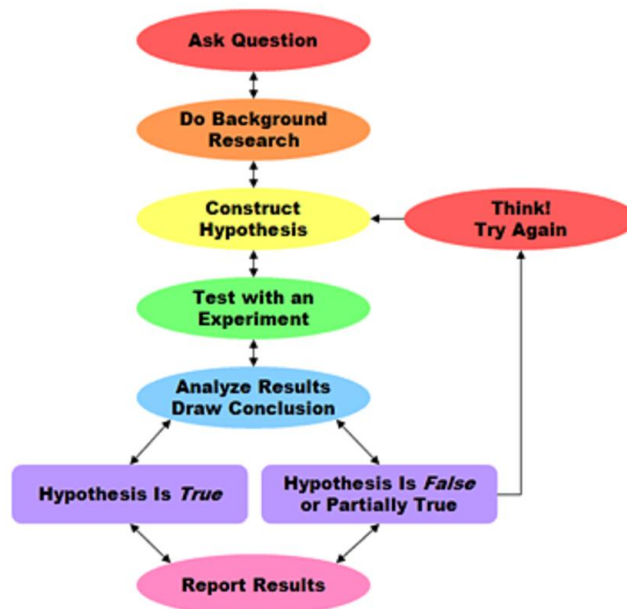 Ask Question
Do Background
Research
Construct
Hypothesis
Think!
Try Again
Test with an
Experiment
Analyze Results
Draw Conclusion
Hypothesis Is True
Hypothesis Is False
or Partially True
Report Results